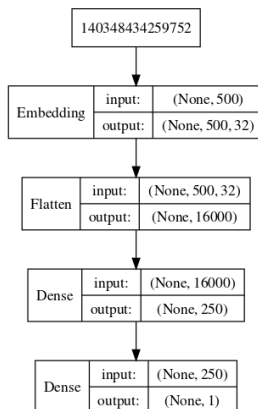 140348434259752
Embedding
input: (None, 500)
output: (None, 500, 32)
Flatten
input: (None, 500, 32)
output: (None, 16000)
Dense
input: (None, 16000)
output: (None, 250)
Dense
input: (None, 250)
output: (None, 1)